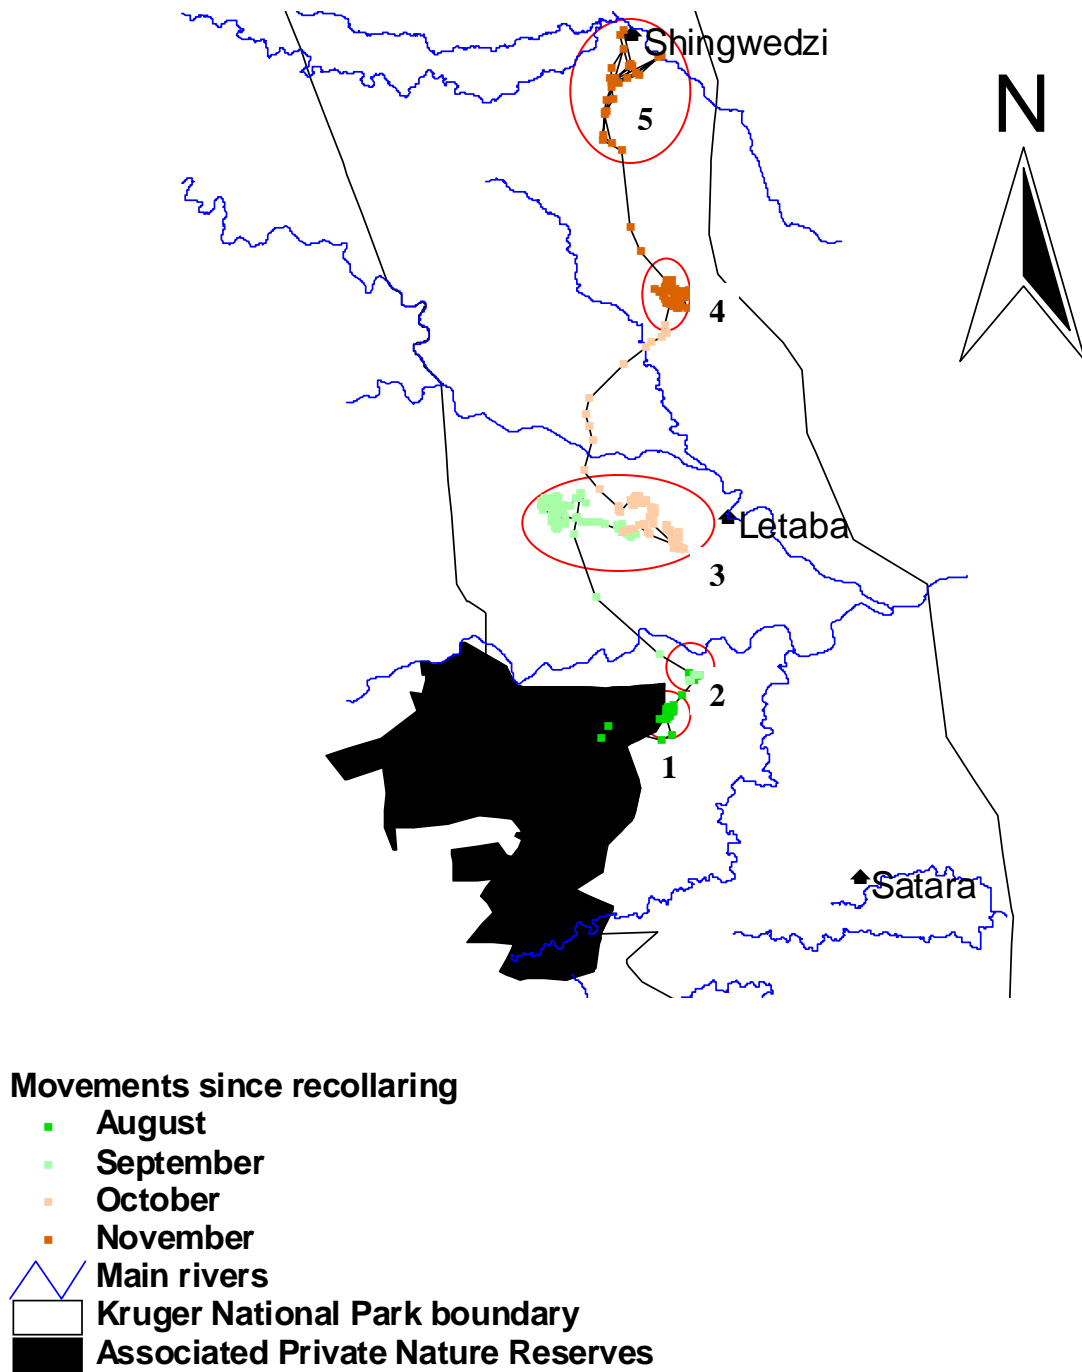 Shingwedzi
N
5
4
Letaba
3
2
1
Satara
Movements since recollaring
August
September
October
November
Main rivers
Kruger National Park boundary
Associated Private Nature Reserves